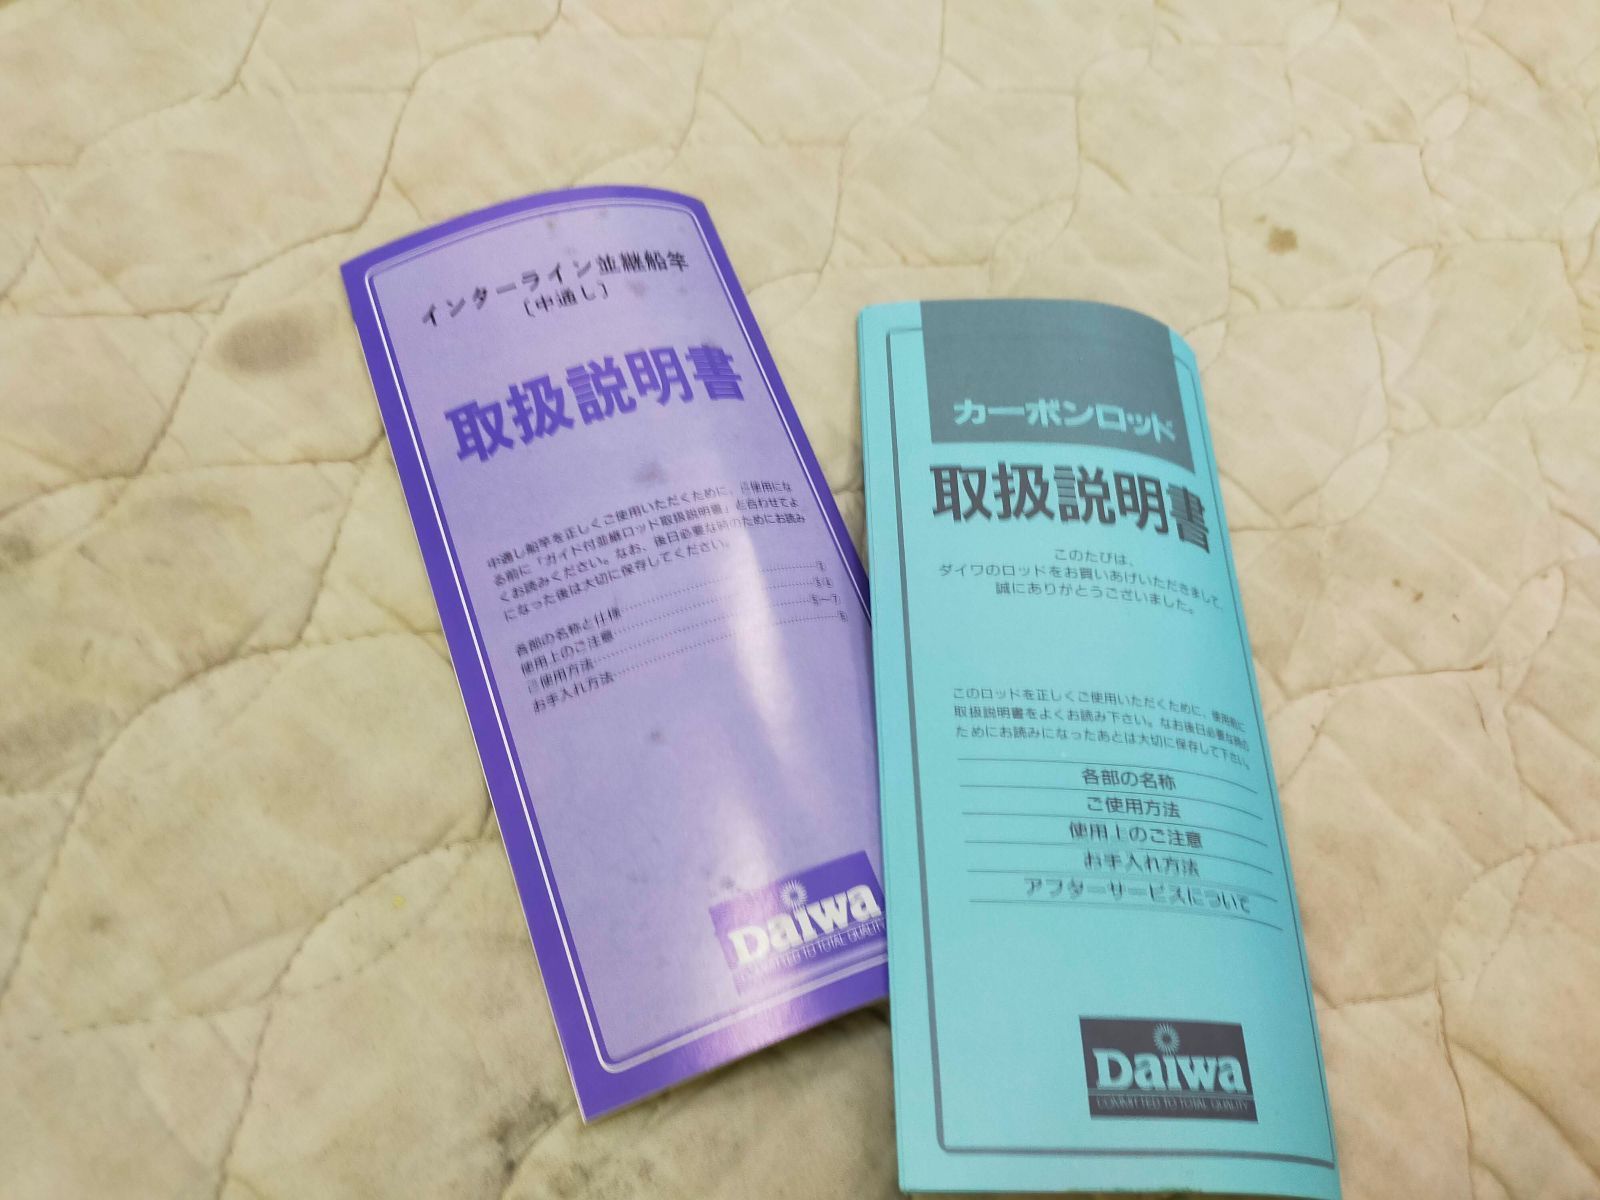 インターライン並継船竿
〔中通し〕
取扱説明書
中通し船竿を正しくご使用いただくために、ご使用にな
る前に「ガイド付並継ロッド取扱説明書」と合わせてよ
くお読みください。なお、後日必要な時のためにお読み
になった後は大切に保存してください。
各部の名称と仕様
使用上のご注意
ご使用方法
お手入れ方法
Daiwa
COMMITTED TO TOTAL QUALITY
カーボンロッド
取扱説明書
このたびは、
ダイワのロッドをお買いあげいただきまして、
誠にありがとうございました。
このロッドを正しくご使用いただくために、使用前に
取扱説明書をよくお読み下さい。なお後日必要な時の
ためにお読みになったあとは大切に保存して下さい。
各部の名称
ご使用方法
使用上のご注意
お手入れ方法
アフターサービスについて
Daiwa
COMMITTED TO TOTAL QUALITY